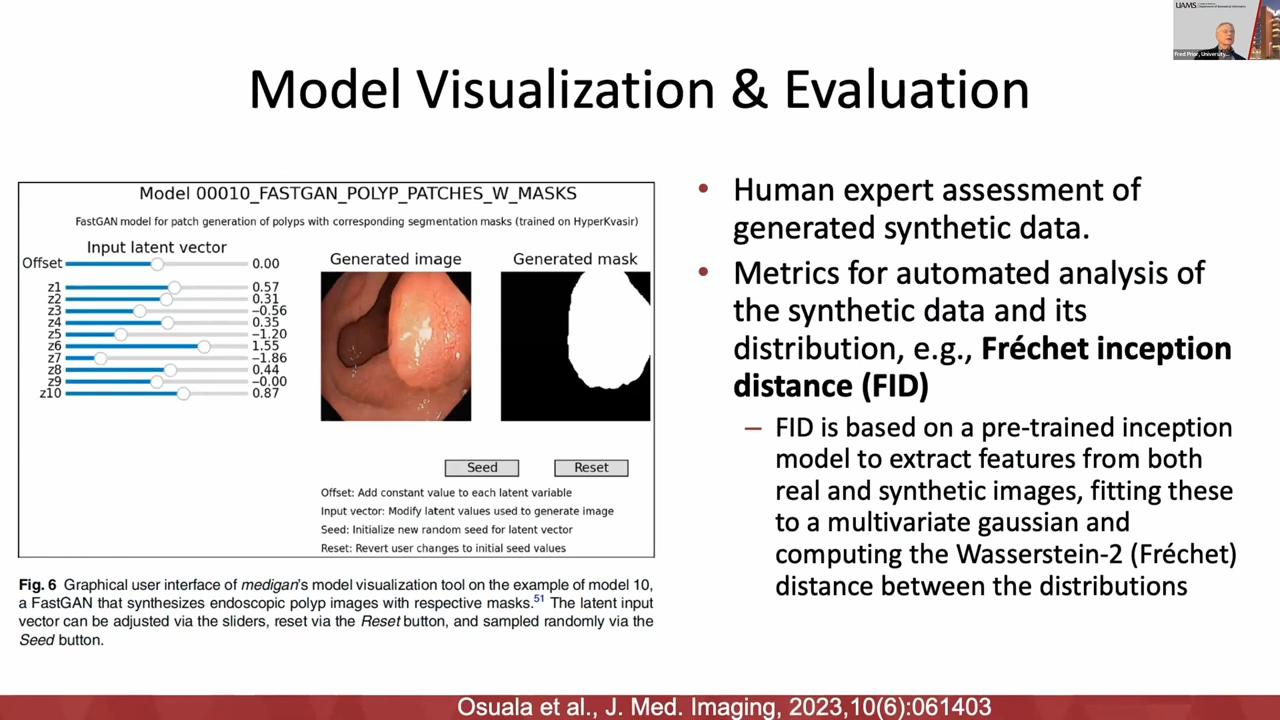 UAMS
Fred Prior, University...
Model Visualization & Evaluation
Model 00010_FASTGAN_POLYP_PATCHES_W_MASKS
FastGAN model for patch generation of polyps with corresponding segmentation masks (trained on HyperKvasir)
Input latent vector
Offset 0.00
z1 0.57
z2 0.31
z3 −0.56
z4 0.35
z5 −1.20
z6 1.55
z7 −1.86
z8 0.44
z9 −0.00
z10 0.87
Generated image
Generated mask
Seed
Reset
Offset: Add constant value to each latent variable
Input vector: Modify latent values used to generate image
Seed: Initialize new random seed for latent vector
Reset: Revert user changes to initial seed values
Fig. 6 Graphical user interface of medigan's model visualization tool on the example of model 10,
a FastGAN that synthesizes endoscopic polyp images with respective masks.51 The latent input
vector can be adjusted via the sliders, reset via the Reset button, and sampled randomly via the
Seed button.
• Human expert assessment of
generated synthetic data.
• Metrics for automated analysis of
the synthetic data and its
distribution, e.g., Fréchet inception
distance (FID)
– FID is based on a pre-trained inception
model to extract features from both
real and synthetic images, fitting these
to a multivariate gaussian and
computing the Wasserstein-2 (Fréchet)
distance between the distributions
Osuala et al., J. Med. Imaging, 2023,10(6):061403